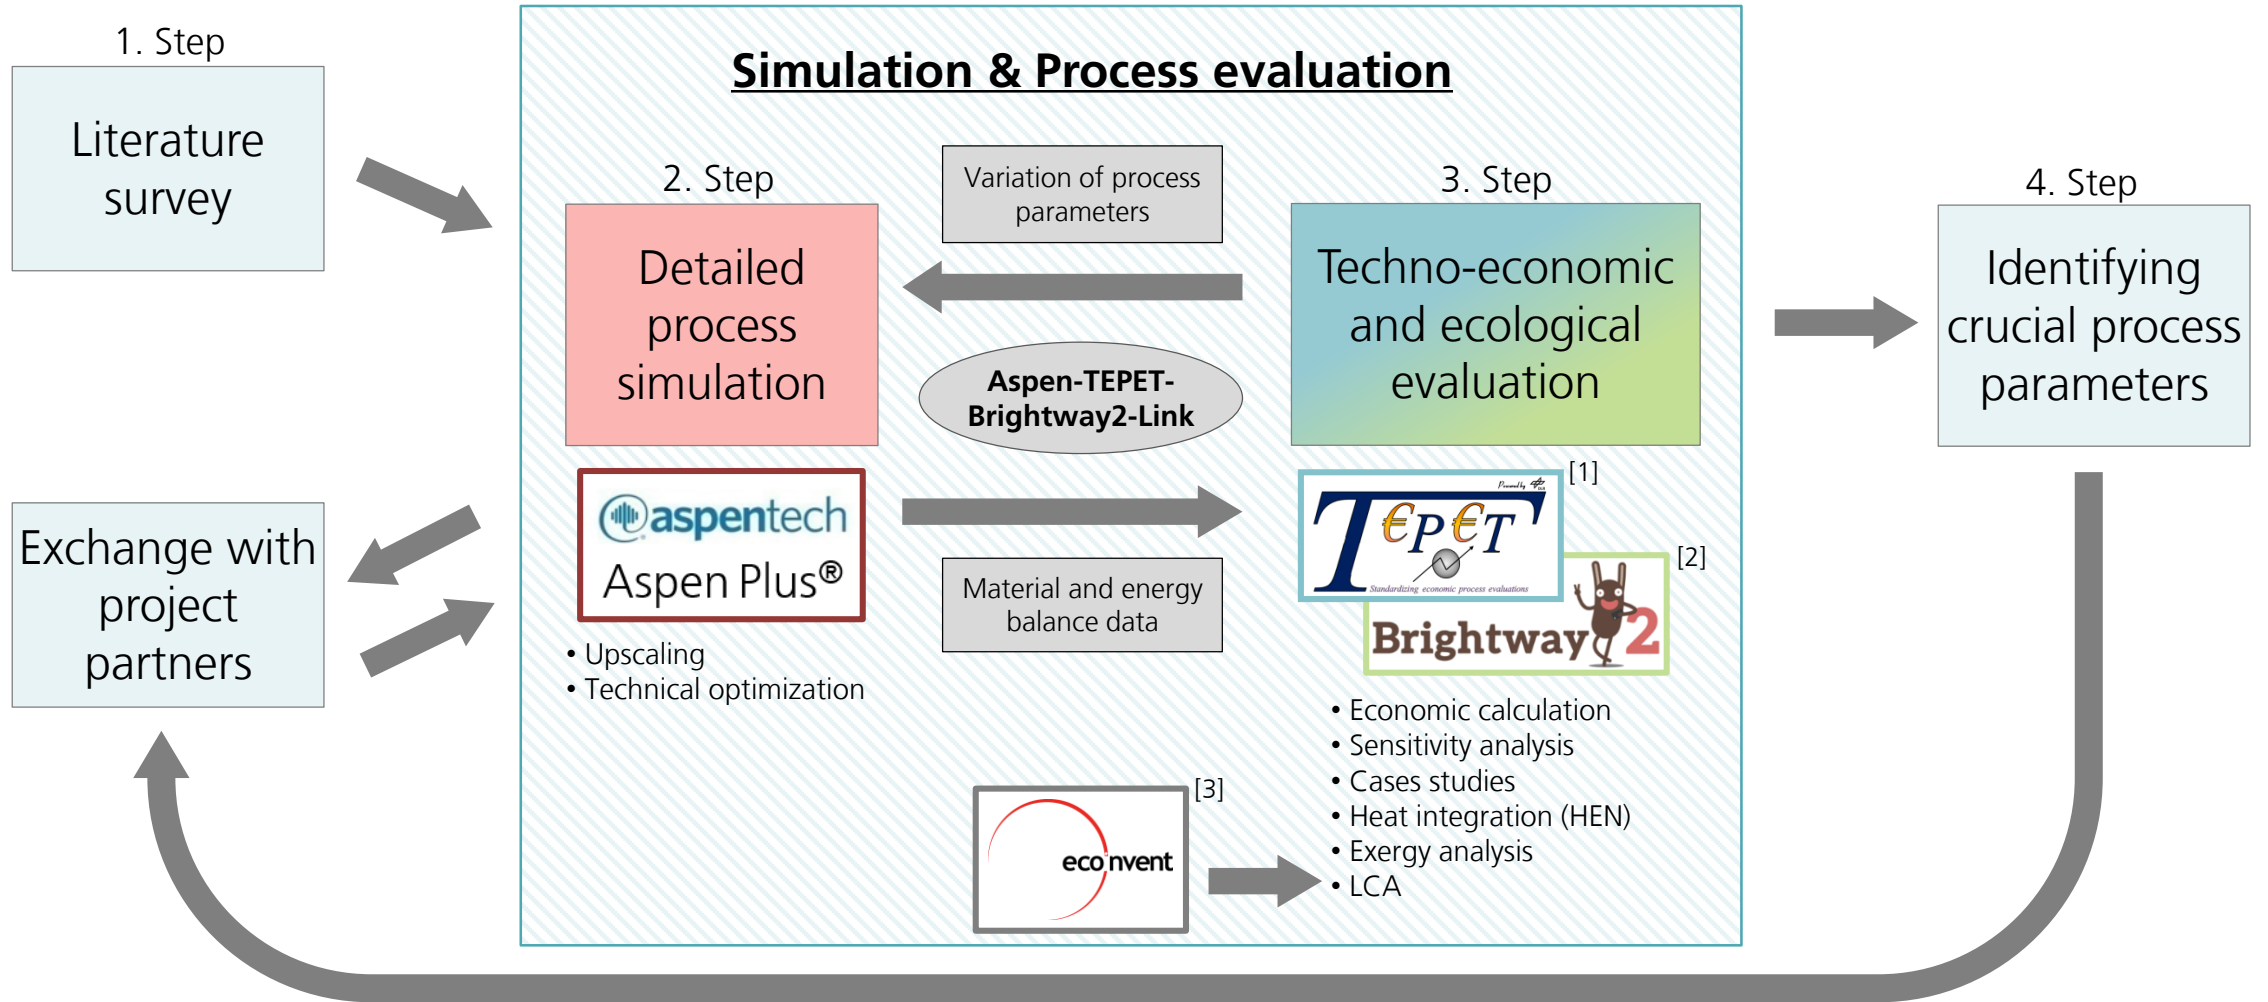 1. Step
Literature
survey
Exchange with
project
partners
Simulation & Process evaluation
2. Step
Detailed
process
simulation
aspentech
Aspen Plus®
• Upscaling
• Technical optimization
Variation of process
parameters
Aspen-TEPET-
Brightway2-Link
Material and energy
balance data
3. Step
Techno-economic
and ecological
evaluation
[1]
Powered by
DLR
T€P€T
Standardizing economic process evaluations
[2]
Brightway2
• Economic calculation
• Sensitivity analysis
• Cases studies
• Heat integration (HEN)
• Exergy analysis
• LCA
[3]
ecoinvent
4. Step
Identifying
crucial process
parameters